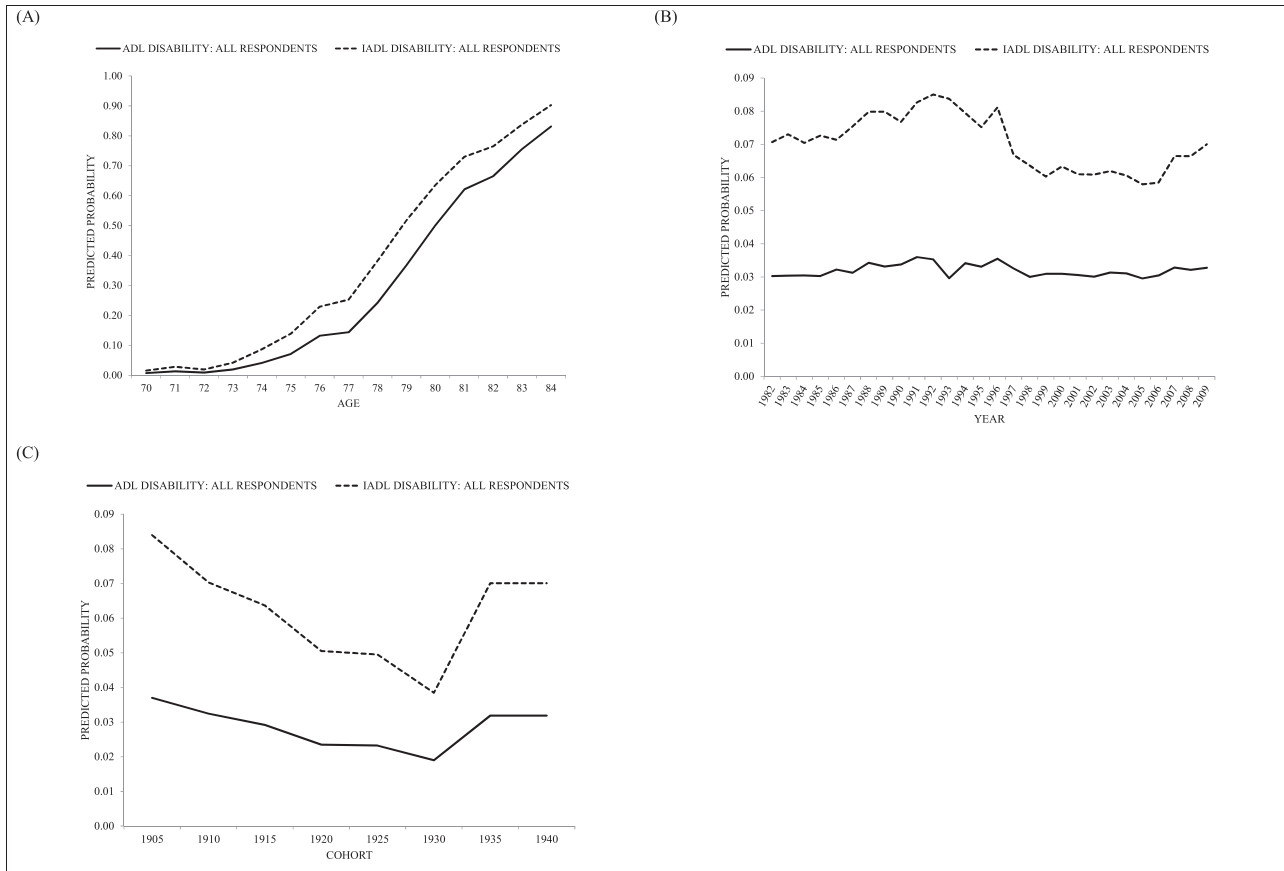 (A)
ADL DISABILITY: ALL RESPONDENTS IADL DISABILITY: ALL RESPONDENTS
PREDICTED PROBABILITY
1.00
0.90
0.80
0.70
0.60
0.50
0.40
0.30
0.20
0.10
0.00
70 71 72 73 74 75 76 77 78 79 80 81 82 83 84
AGE
(B)
ADL DISABILITY: ALL RESPONDENTS IADL DISABILITY: ALL RESPONDENTS
PREDICTED PROBABILITY
0.09
0.08
0.07
0.06
0.05
0.04
0.03
0.02
0.01
0.00
1982 1983 1984 1985 1986 1987 1988 1989 1990 1991 1992 1993 1994 1995 1996 1997 1998 1999 2000 2001 2002 2003 2004 2005 2006 2007 2008 2009
YEAR
(C)
ADL DISABILITY: ALL RESPONDENTS IADL DISABILITY: ALL RESPONDENTS
PREDICTED PROBABILITY
0.09
0.08
0.07
0.06
0.05
0.04
0.03
0.02
0.01
0.00
1905 1910 1915 1920 1925 1930 1935 1940
COHORT